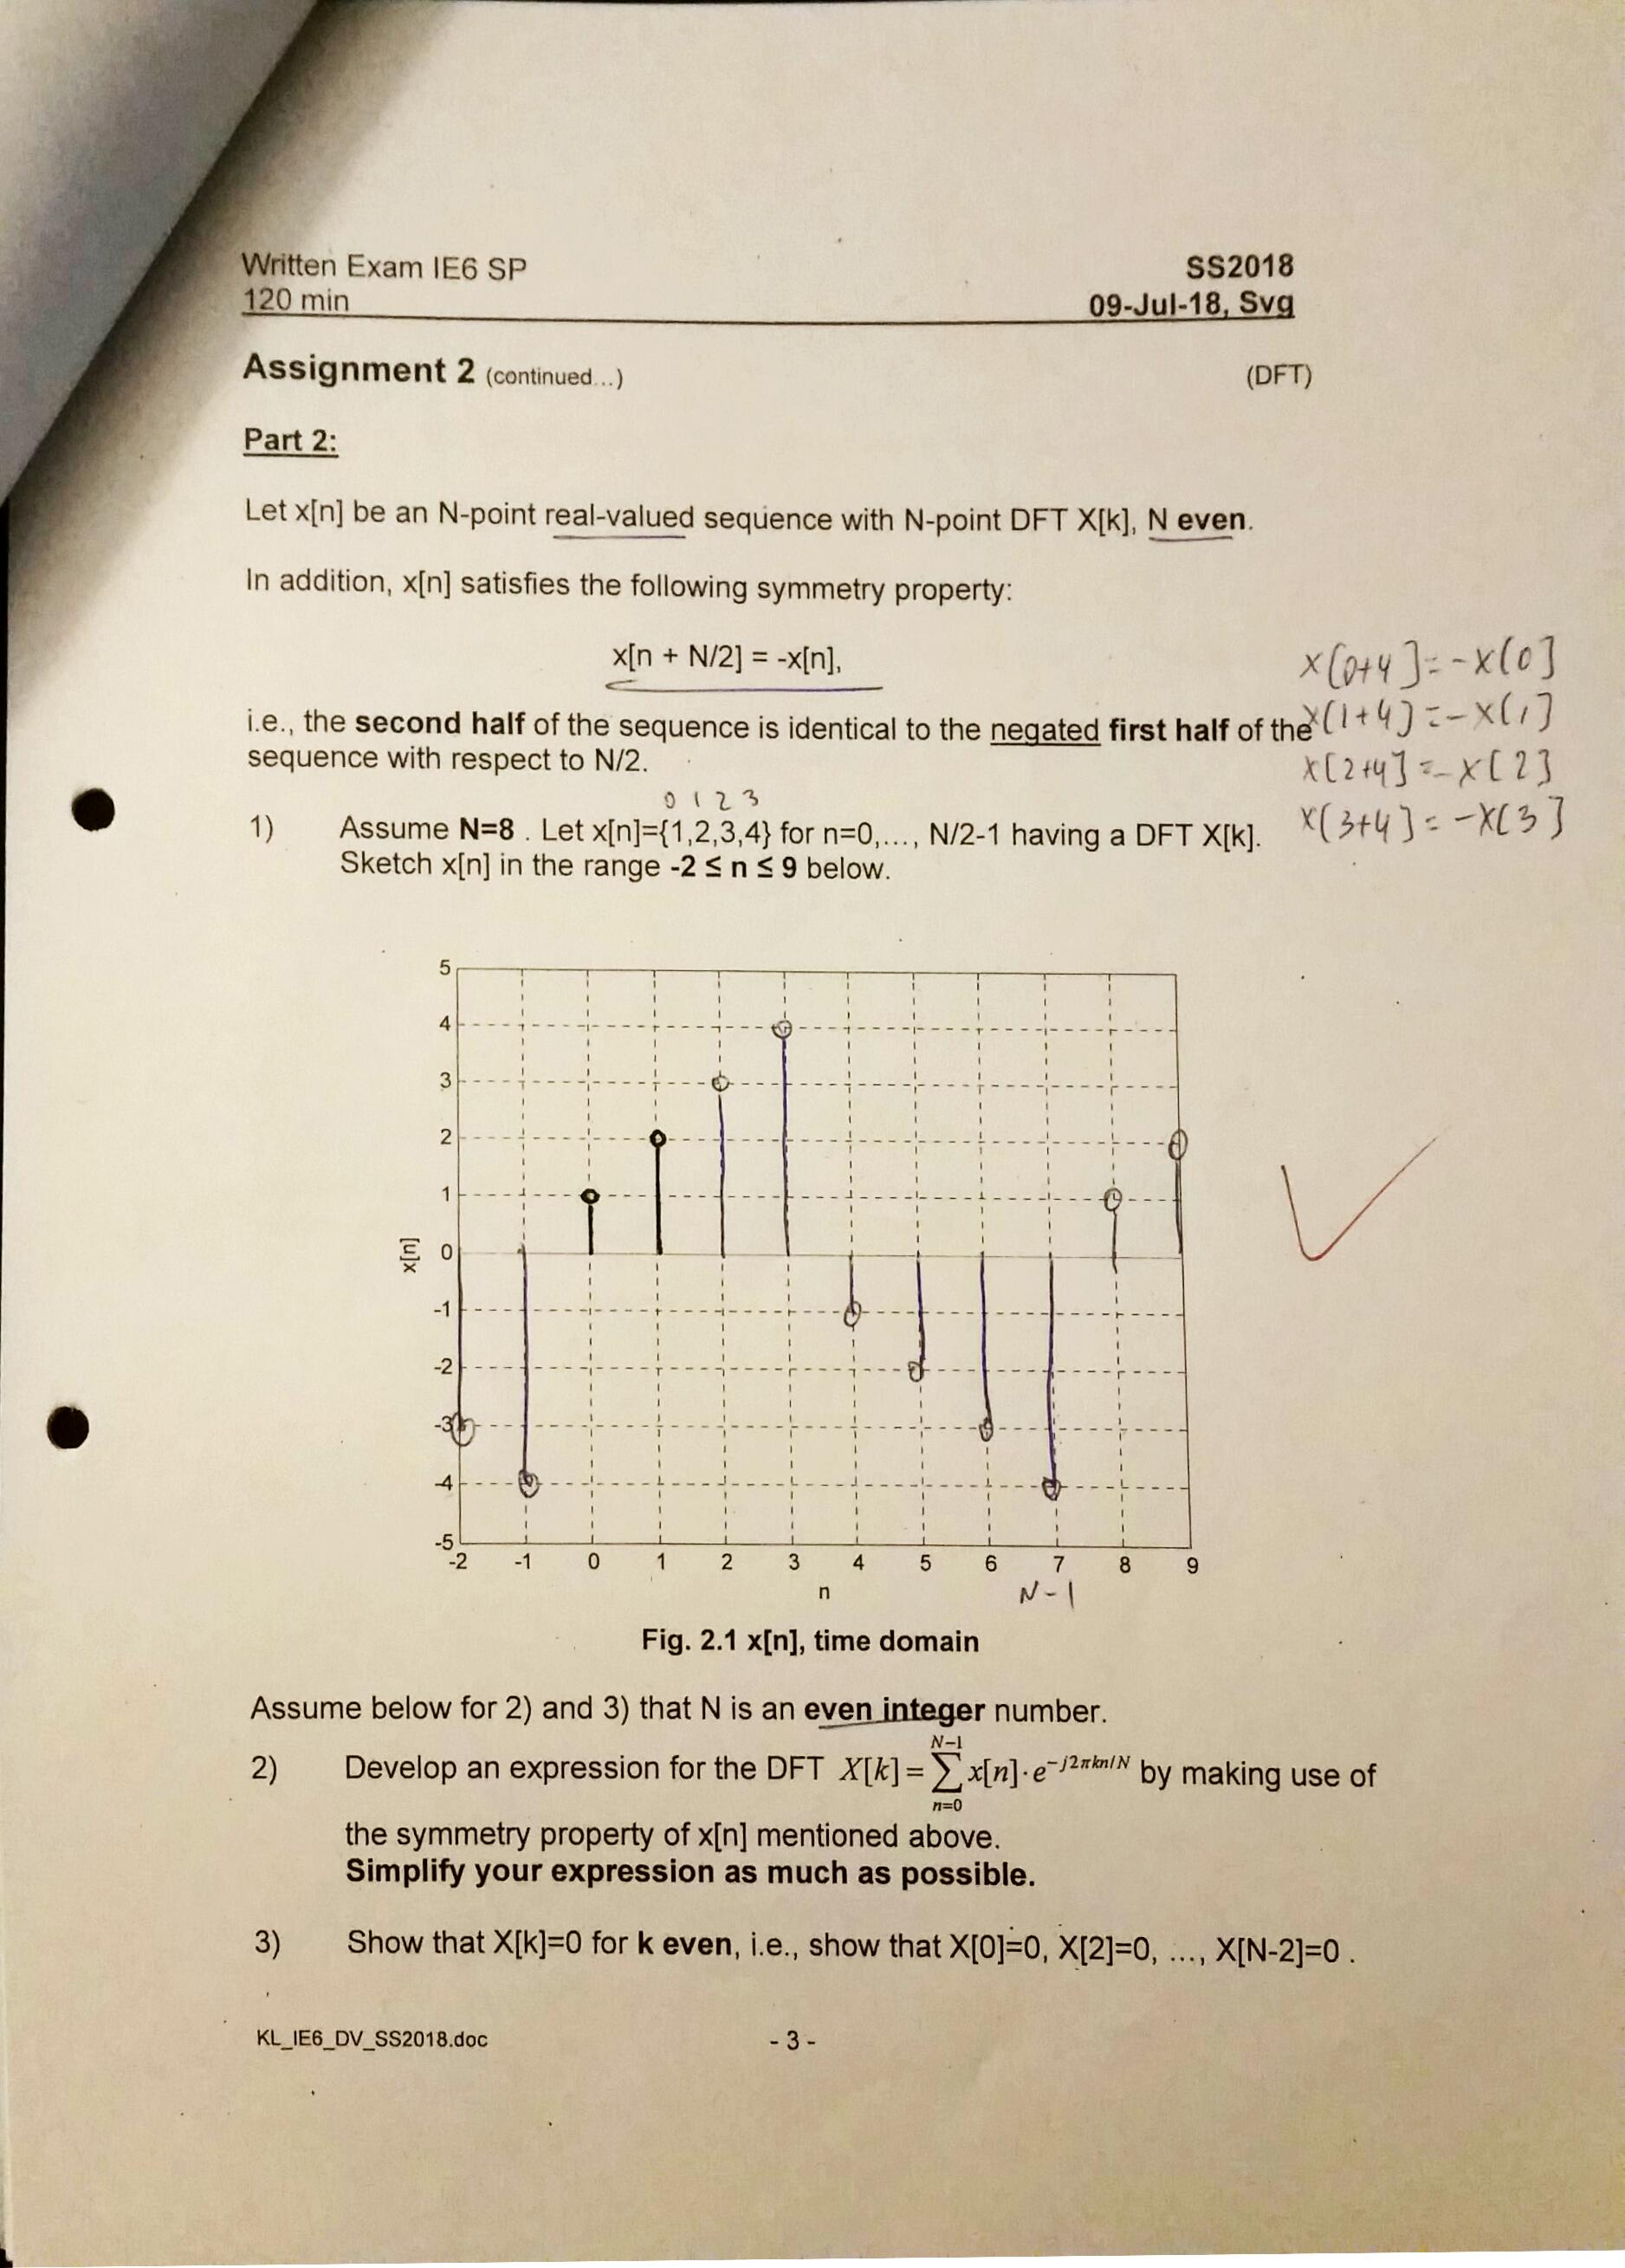 Written Exam IE6 SP
SS2018
120 min
09-Jul-18, Svg
Assignment 2 (continued...)
(DFT)
Part 2:
Let x[n] be an N-point real-valued sequence with N-point DFT X[k], N even.
In addition, x[n] satisfies the following symmetry property:
x[n + N/2] = -x[n],
x[0+4] = -x[0]
i.e., the second half of the sequence is identical to the negated first half of the
x[1+4] = -x[1]
sequence with respect to N/2.
x[2+4] = -x[2]
0 1 2 3
1) Assume N=8 . Let x[n]={1,2,3,4} for n=0,..., N/2-1 having a DFT X[k].
x[3+4] = -x[3]
Sketch x[n] in the range -2 ≤ n ≤ 9 below.
5
4
3
2
1
0
-1
-2
-3
-4
-5
x[n]
-2 -1 0 1 2 3 4 5 6 7 8 9
n
N-1
Fig. 2.1 x[n], time domain
Assume below for 2) and 3) that N is an even integer number.
2) Develop an expression for the DFT X[k] = ∑_{n=0}^{N-1} x[n]·e^{-j2πkn/N} by making use of
the symmetry property of x[n] mentioned above.
Simplify your expression as much as possible.
3) Show that X[k]=0 for k even, i.e., show that X[0]=0, X[2]=0, ..., X[N-2]=0 .
KL_IE6_DV_SS2018.doc
- 3 -